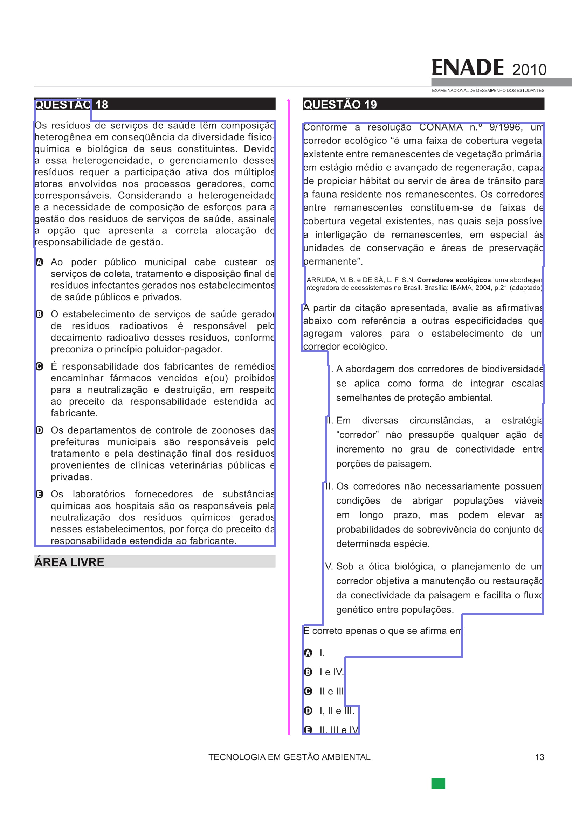 ENADE 2010
EXAME NACIONAL DE DESEMPENHO DOS ESTUDANTES
QUESTÃO 18
Os resíduos de serviços de saúde têm composição
heterogênea em conseqüência da diversidade físico-
química e biológica de seus constituintes. Devido
a essa heterogeneidade, o gerenciamento desses
resíduos requer a participação ativa dos múltiplos
atores envolvidos nos processos geradores, como
corresponsáveis. Considerando a heterogeneidade
e a necessidade de composição de esforços para a
gestão dos resíduos de serviços de saúde, assinale
a opção que apresenta a correta alocação de
responsabilidade de gestão.
A Ao poder público municipal cabe custear os
serviços de coleta, tratamento e disposição final de
resíduos infectantes gerados nos estabelecimentos
de saúde públicos e privados.
B O estabelecimento de serviços de saúde gerador
de resíduos radioativos é responsável pelo
decaimento radioativo desses resíduos, conforme
preconiza o princípio poluidor-pagador.
C É responsabilidade dos fabricantes de remédios
encaminhar fármacos vencidos e(ou) proibidos
para a neutralização e destruição, em respeito
ao preceito da responsabilidade estendida ao
fabricante.
D Os departamentos de controle de zoonoses das
prefeituras municipais são responsáveis pelo
tratamento e pela destinação final dos resíduos
provenientes de clínicas veterinárias públicas e
privadas.
E Os laboratórios fornecedores de substâncias
químicas aos hospitais são os responsáveis pela
neutralização dos resíduos químicos gerados
nesses estabelecimentos, por força do preceito da
responsabilidade estendida ao fabricante.
ÁREA LIVRE
QUESTÃO 19
Conforme a resolução CONAMA n.º 9/1996, um
corredor ecológico “é uma faixa de cobertura vegetal
existente entre remanescentes de vegetação primária,
em estágio médio e avançado de regeneração, capaz
de propiciar hábitat ou servir de área de trânsito para
a fauna residente nos remanescentes. Os corredores
entre remanescentes constituem-se de faixas de
cobertura vegetal existentes, nas quais seja possível
a interligação de remanescentes, em especial às
unidades de conservação e áreas de preservação
permanente”.
ARRUDA, M. B. e DE SÁ, L. F. S.N. Corredores ecológicos: uma abordagem
integradora de ecossistemas no Brasil. Brasília: IBAMA, 2004, p.21 (adaptado)
A partir da citação apresentada, avalie as afirmativas
abaixo com referência a outras especificidades que
agregam valores para o estabelecimento de um
corredor ecológico.
I. A abordagem dos corredores de biodiversidade
se aplica como forma de integrar escalas
semelhantes de proteção ambiental.
II. Em diversas circunstâncias, a estratégia
“corredor” não pressupõe qualquer ação de
incremento no grau de conectividade entre
porções de paisagem.
III. Os corredores não necessariamente possuem
condições de abrigar populações viáveis
em longo prazo, mas podem elevar as
probabilidades de sobrevivência do conjunto de
determinada espécie.
IV. Sob a ótica biológica, o planejamento de um
corredor objetiva a manutenção ou restauração
da conectividade da paisagem e facilita o fluxo
genético entre populações.
É correto apenas o que se afirma em
A I.
B I e IV.
C II e III.
D I, II e III.
E II, III e IV.
TECNOLOGIA EM GESTÃO AMBIENTAL
13